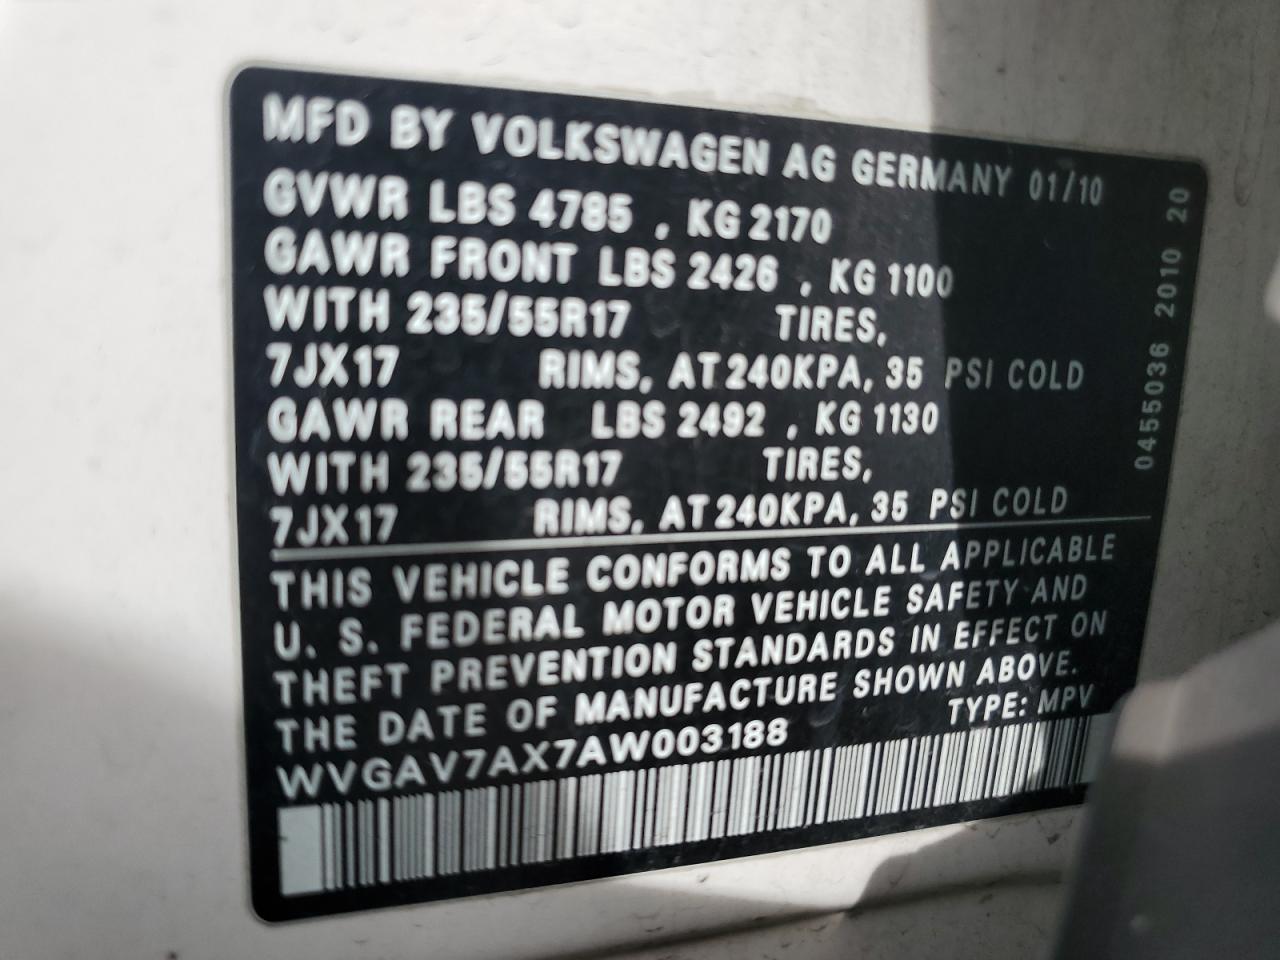 MFD BY VOLKSWAGEN AG GERMANY 01/10
GVWR LBS 4785 , KG 2170
GAWR FRONT LBS 2426 , KG 1100
WITH 235/55R17 TIRES,
7JX17 RIMS, AT 240KPA, 35 PSI COLD
GAWR REAR LBS 2492 , KG 1130
WITH 235/55R17 TIRES,
7JX17 RIMS, AT 240KPA, 35 PSI COLD
THIS VEHICLE CONFORMS TO ALL APPLICABLE
U. S. FEDERAL MOTOR VEHICLE SAFETY AND
THEFT PREVENTION STANDARDS IN EFFECT ON
THE DATE OF MANUFACTURE SHOWN ABOVE.
WVGAV7AX7AW003188 TYPE: MPV
0455036 2010 20